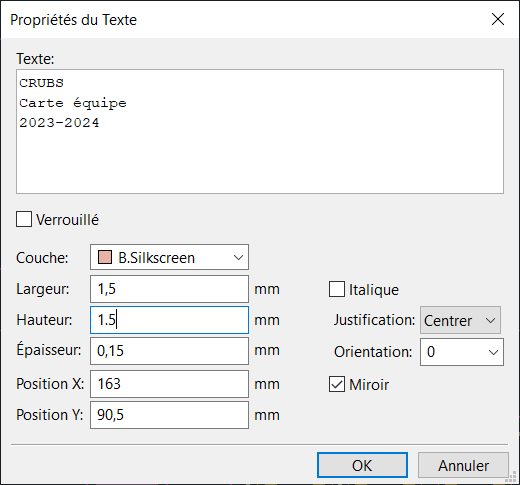 Propriétés du Texte
Texte:
CRUBS
Carte équipe
2023-2024
Verrouillé
Couche: B.Silkscreen
Largeur: 1,5 mm Italique
Hauteur: 1.5 mm Justification: Centrer
Épaisseur: 0,15 mm Orientation: 0
Position X: 163 mm Miroir
Position Y: 90,5 mm
OK Annuler